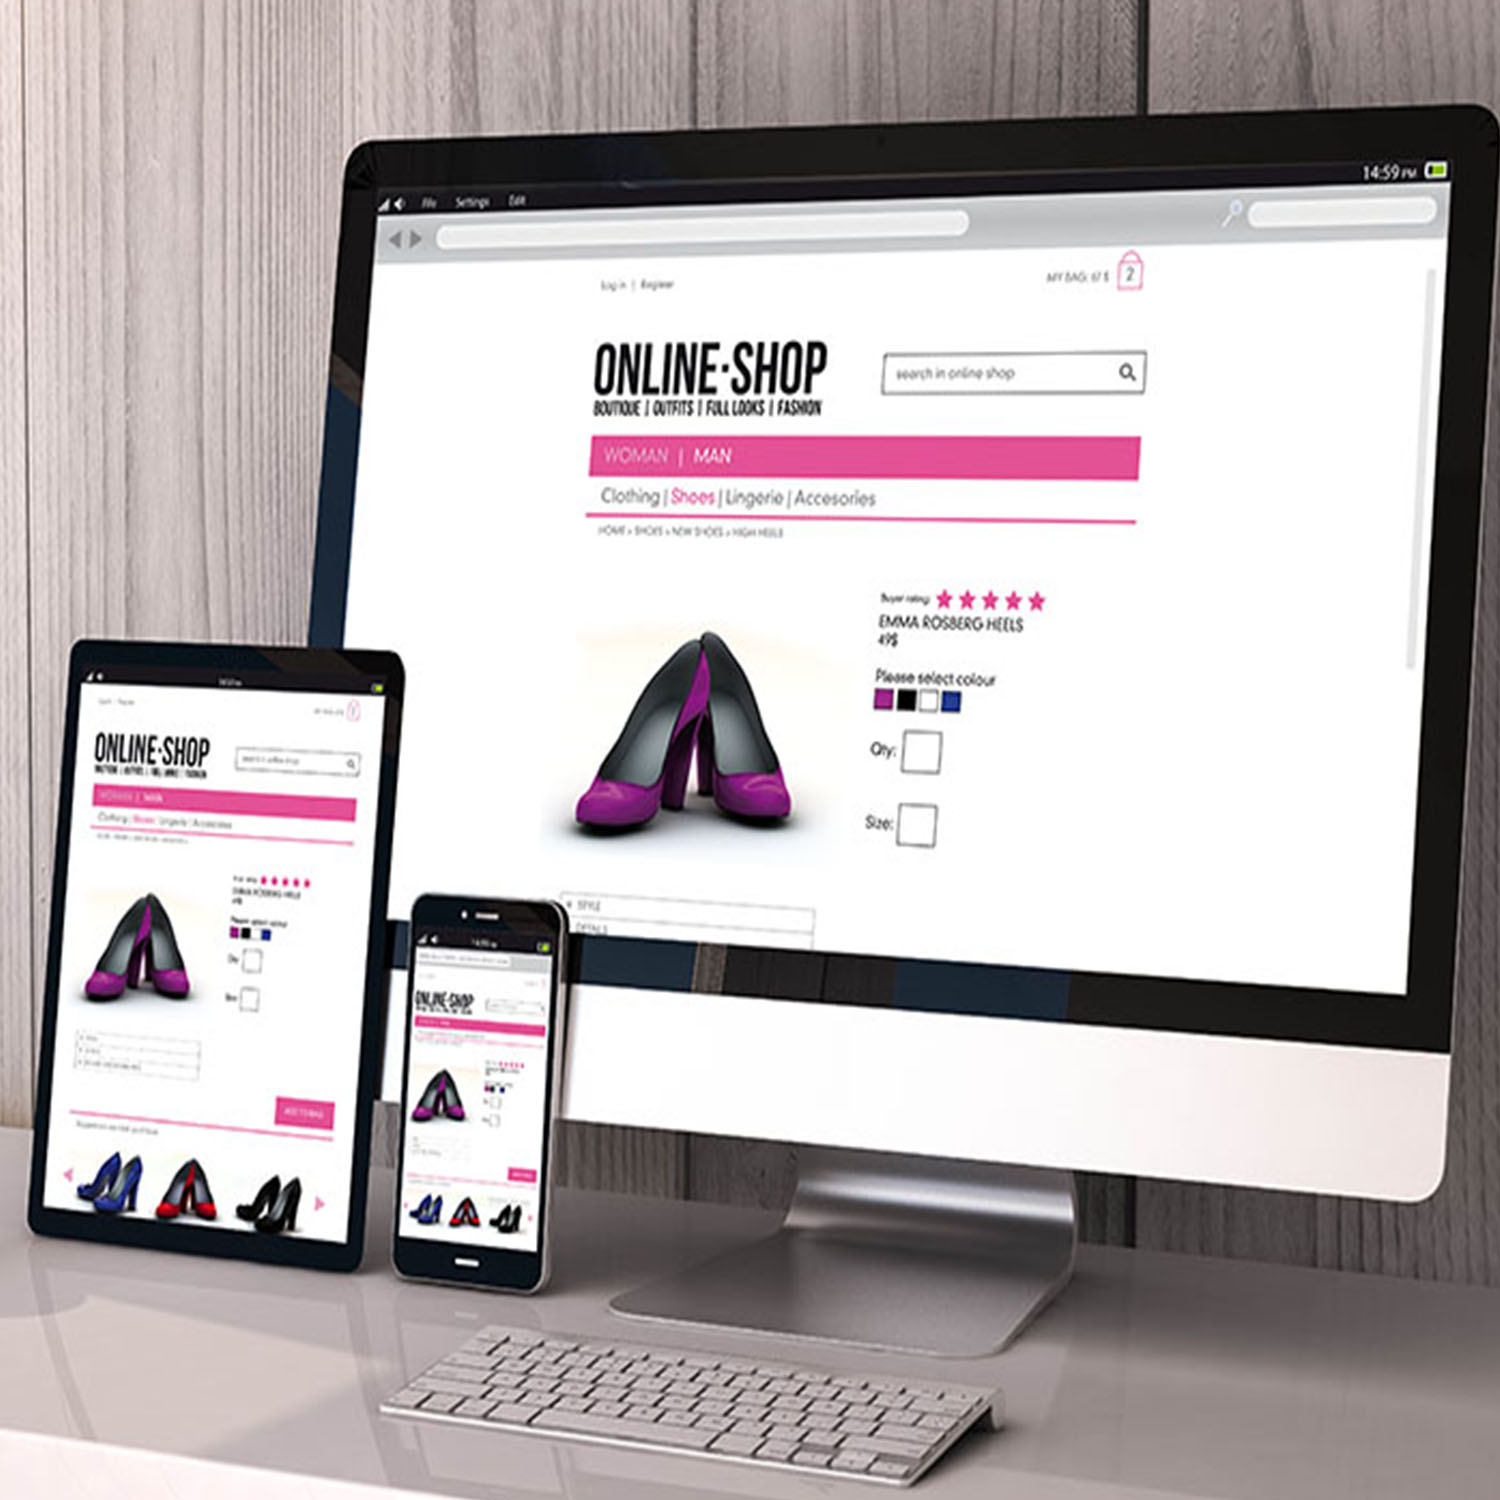 File Settings Edit
14:59 PM
Log in | Register
MY BAG: 67 $ 2
ONLINE·SHOP
BOUTIQUE | OUTFITS | FULL LOOKS | FASHION
search in online shop
WOMAN | MAN
Clothing | Shoes | Lingerie | Accesories
HOME > SHOES > NEW SHOES > HIGH HEELS
Buyer rating:
EMMA ROSBERG HEELS
49$
Please select colour
Qty:
Size:
STYLE
DETAILS
ONLINE·SHOP
BOUTIQUE | OUTFITS | FULL LOOKS | FASHION
search in online shop
WOMAN | MAN
Clothing | Shoes | Lingerie | Accesories
EMMA ROSBERG HEELS
49$
Please select colour
Qty:
Size:
ADD TO BAG
ONLINE·SHOP